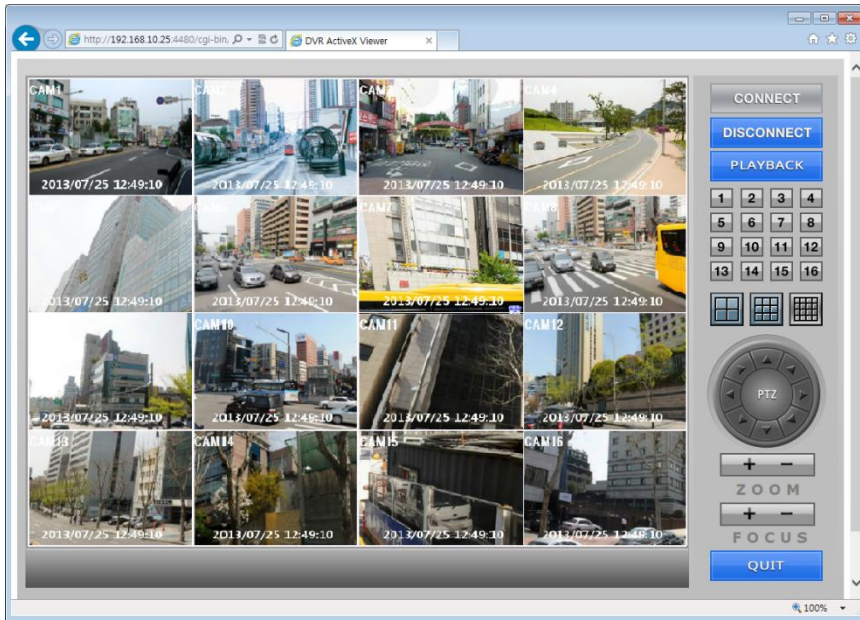 http://192.168.10.25:4480/cgi-bin,
DVR ActiveX Viewer
CAM1
CAM2
CAM3
CAM4
2013/07/25 12:49:10
2013/07/25 12:49:10
2013/07/25 12:49:10
2013/07/25 12:49:10
CAM7
CAM8
2013/07/25 12:49:10
2013/07/25 12:49:10
2013/07/25 12:49:10
2013/07/25 12:49:10
CAM10
CAM11
CAM12
2013/07/25 12:49:10
2013/07/25 12:49:10
2013/07/25 12:49:10
2013/07/25 12:49:10
CAM13
CAM14
CAM15
CAM16
2013/07/25 12:49:10
2013/07/25 12:49:10
2013/07/25 12:49:10
2013/07/25 12:49:10
CONNECT
DISCONNECT
PLAYBACK
1 2 3 4
5 6 7 8
9 10 11 12
13 14 15 16
PTZ
+ −
ZOOM
+ −
FOCUS
QUIT
100%